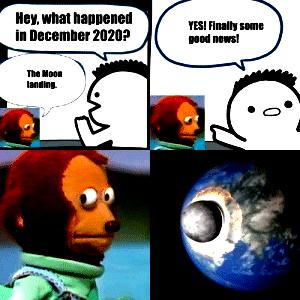 Hey, what happened
in December 2020?
The Moon
landing.
YES! Finally some
good news!